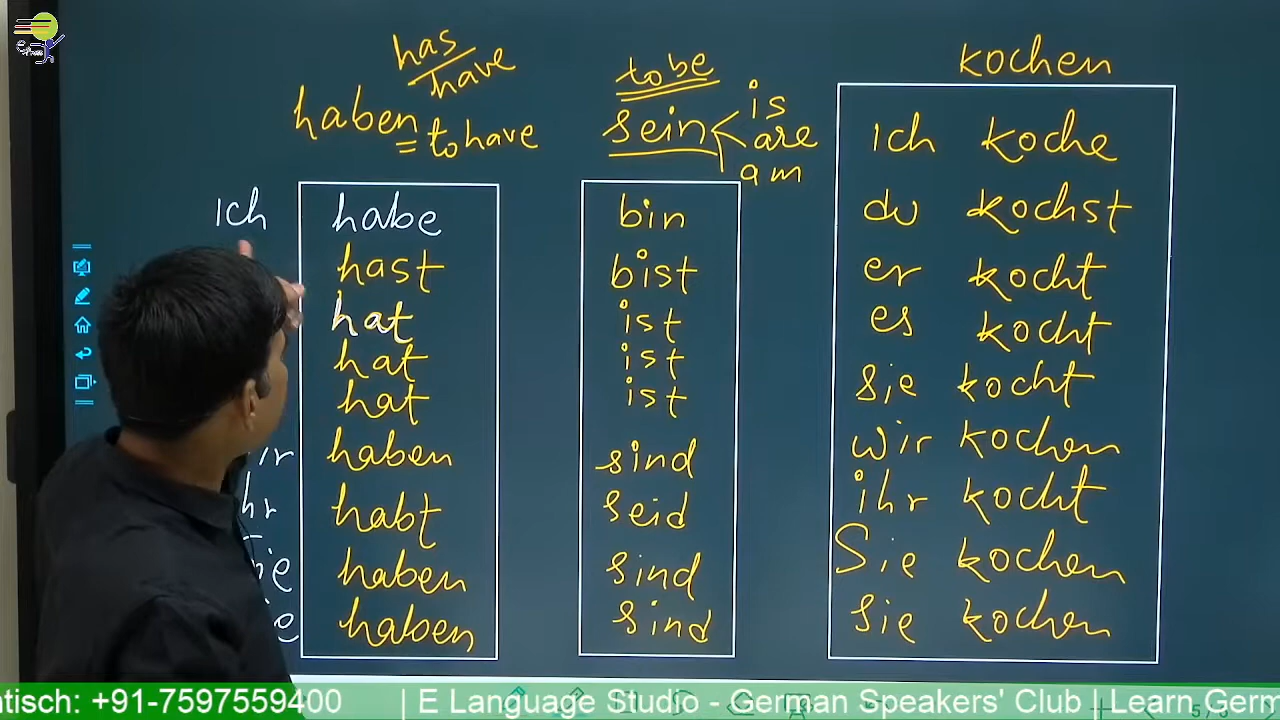 has
have
haben = to have
ich habe
hast
hat
hat
hat
haben
habt
haben
haben
to be
sein
is
are
am
bin
bist
ist
ist
ist
sind
seid
sind
sind
kochen
ich koche
du kochst
er kocht
es kocht
sie kocht
wir kochen
ihr kocht
Sie kochen
sie kochen
ntisch: +91-7597559400 | E Language Studio - German Speakers' Club | Learn Germ